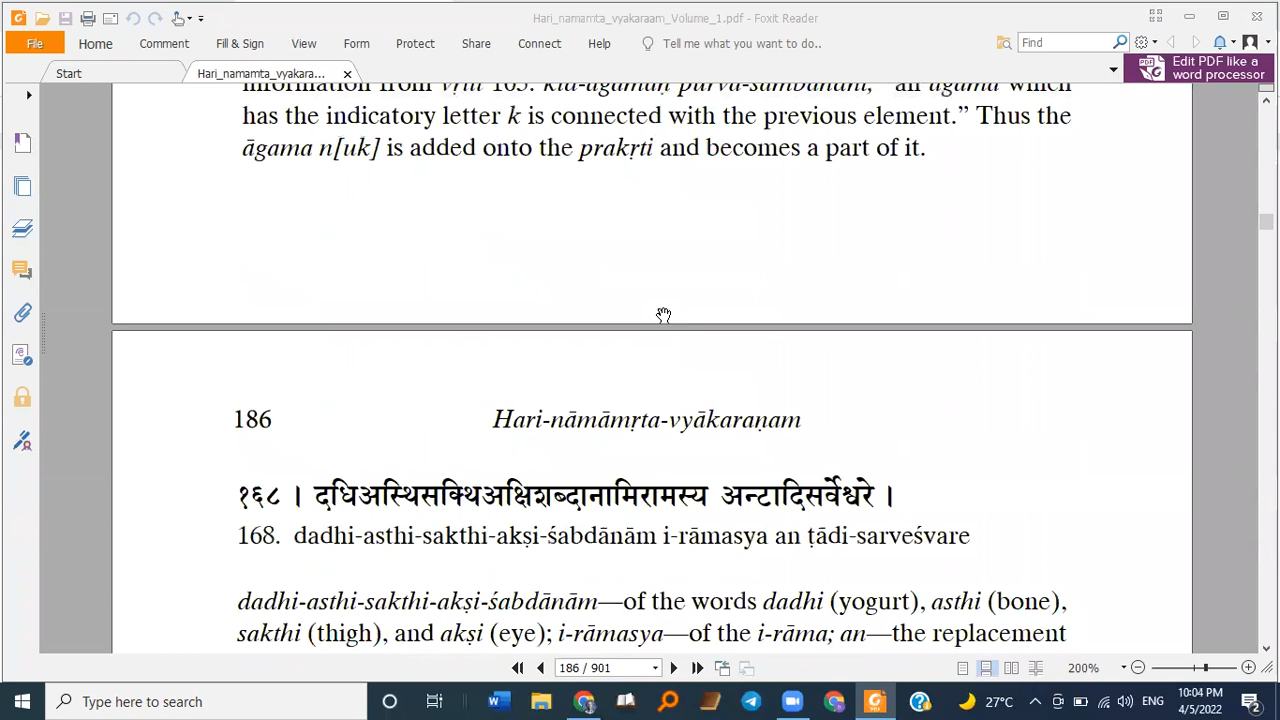 Hari_namamta_vyakaraam_Volume_1.pdf - Foxit Reader
File Home Comment Fill & Sign View Form Protect Share Connect Help Tell me what you want to do.. Find
Start Hari_namamta_vyakara... Edit PDF like a
word processor
information from vṛtti 165.
has the indicatory letter k is connected with the previous element.” Thus the
āgama n[uk] is added onto the prakṛti and becomes a part of it.
186 Hari-nāmāmṛta-vyākaraṇam
१६८ । दधिअस्थिसक्थिअक्षिशब्दानामिरामस्य अन्टादिसर्वेश्वरे ।
168. dadhi-asthi-sakthi-akṣi-śabdānām i-rāmasya an ṭādi-sarveśvare
dadhi-asthi-sakthi-akṣi-śabdānām—of the words dadhi (yogurt), asthi (bone),
sakthi (thigh), and akṣi (eye); i-rāmasya—of the i-rāma; an—the replacement
186 / 901 200%
Type here to search 27°C ENG 10:04 PM
4/5/2022 2